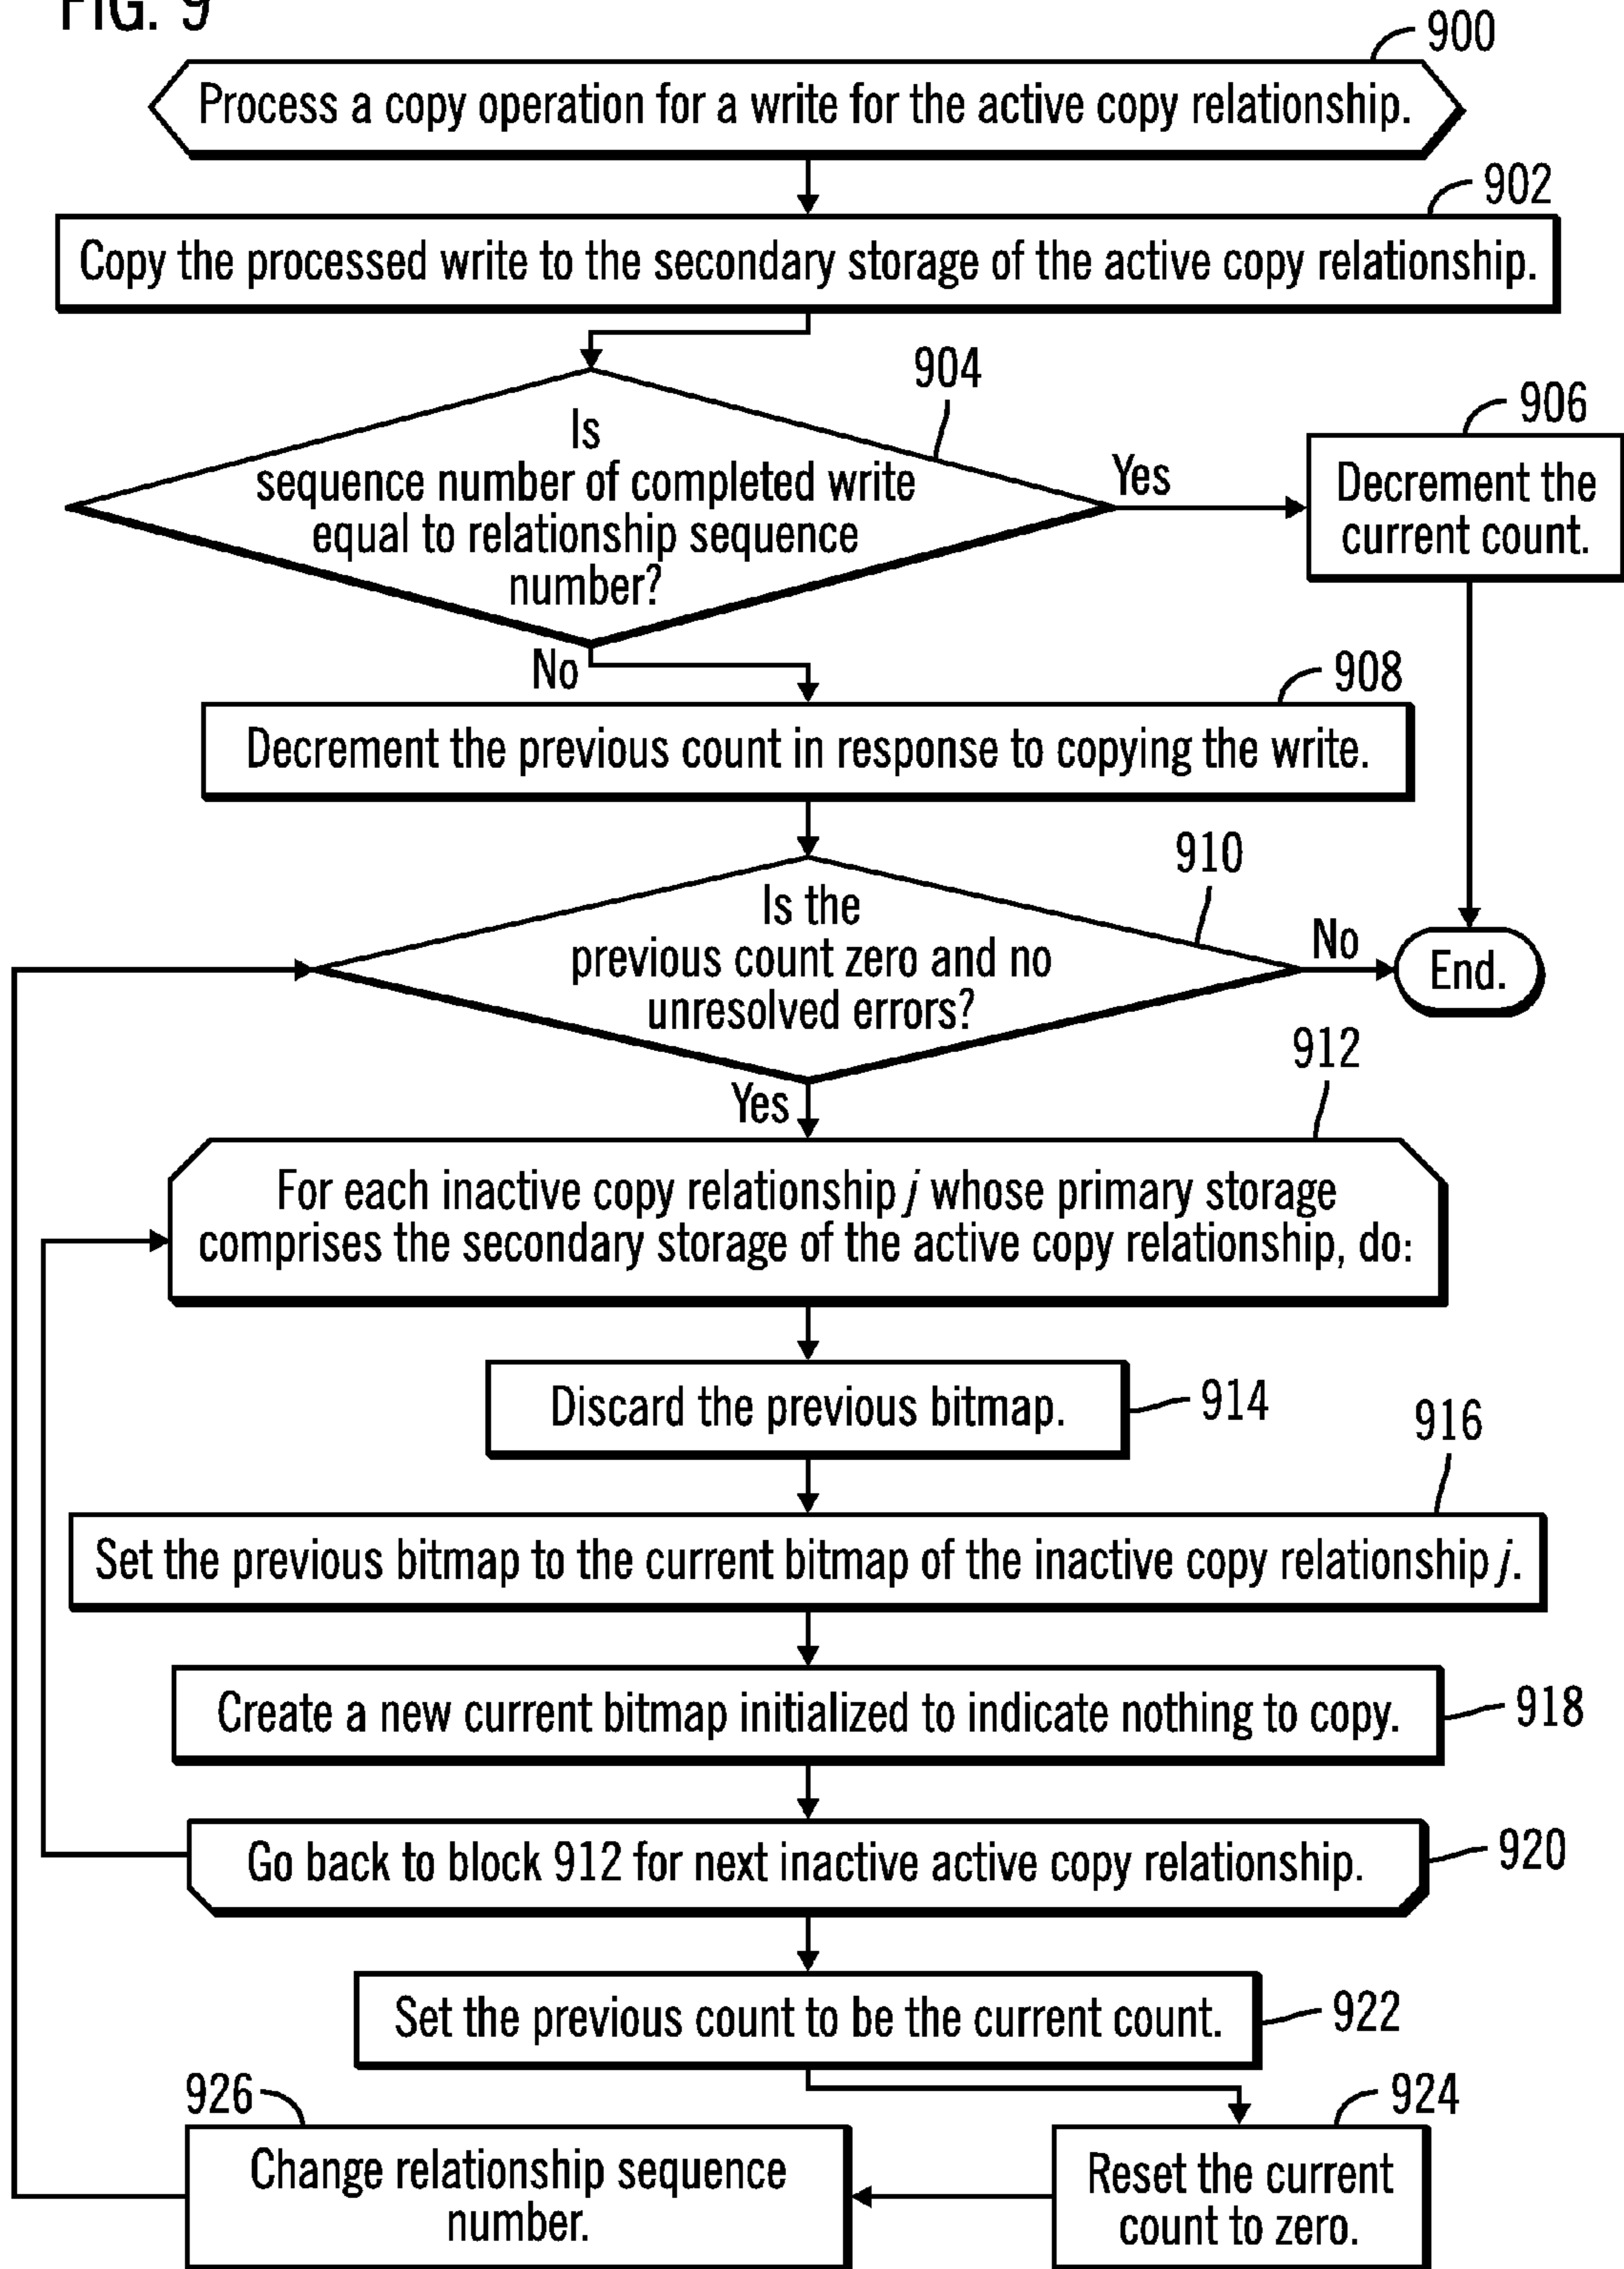 FIG. 9
900
Process a copy operation for a write for the active copy relationship.
902
Copy the processed write to the secondary storage of the active copy relationship.
904
Is
sequence number of completed write
equal to relationship sequence
number?
Yes
906
Decrement the
current count.
No
908
Decrement the previous count in response to copying the write.
910
Is the
previous count zero and no
unresolved errors?
No
End.
Yes
912
For each inactive copy relationship j whose primary storage
comprises the secondary storage of the active copy relationship, do:
Discard the previous bitmap.
914
916
Set the previous bitmap to the current bitmap of the inactive copy relationship j.
Create a new current bitmap initialized to indicate nothing to copy.
918
Go back to block 912 for next inactive active copy relationship.
920
Set the previous count to be the current count.
922
926
Change relationship sequence
number.
924
Reset the current
count to zero.